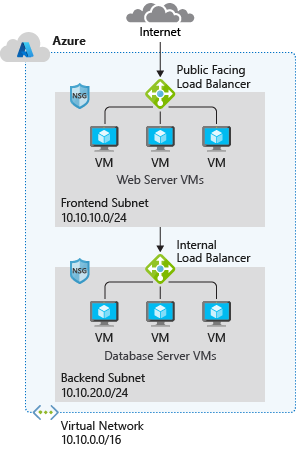 Internet
Azure
Public Facing
Load Balancer
NSG
VM VM VM
Web Server VMs
Frontend Subnet
10.10.10.0/24
Internal
Load Balancer
NSG
VM VM VM
Database Server VMs
Backend Subnet
10.10.20.0/24
Virtual Network
10.10.0.0/16